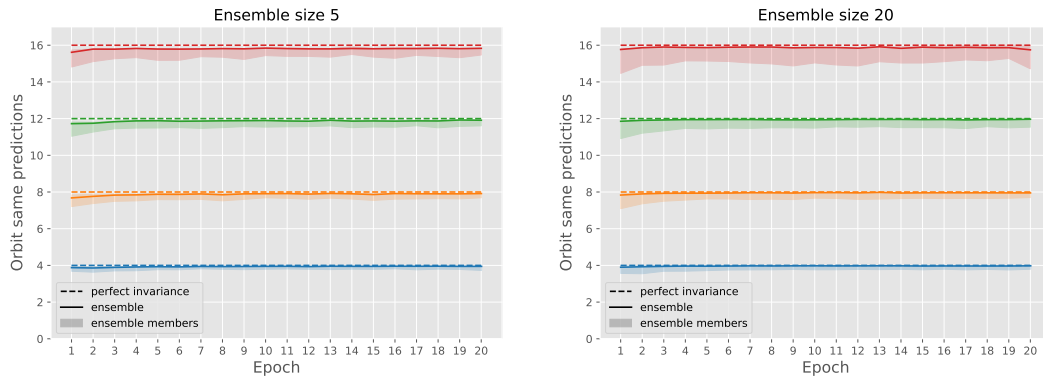 Ensemble size 5
Orbit same predictions
16
14
12
10
8
6
4
2
0
perfect invariance
ensemble
ensemble members
1 2 3 4 5 6 7 8 9 10 11 12 13 14 15 16 17 18 19 20
Epoch
Ensemble size 20
Orbit same predictions
16
14
12
10
8
6
4
2
0
perfect invariance
ensemble
ensemble members
1 2 3 4 5 6 7 8 9 10 11 12 13 14 15 16 17 18 19 20
Epoch